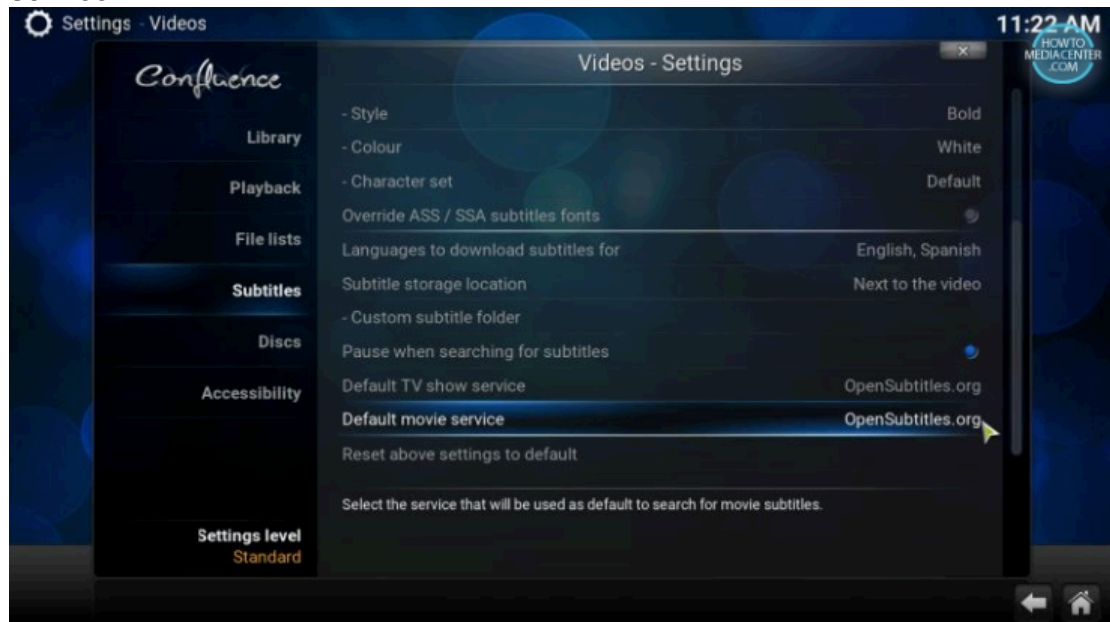 Settings - Videos
11:22 AM
HOWTO
MEDIACENTER
.COM
Confluence
Videos - Settings
Library
Playback
File lists
Subtitles
Discs
Accessibility
Settings level
Standard
- Style Bold
- Colour White
- Character set Default
Override ASS / SSA subtitles fonts
Languages to download subtitles for English, Spanish
Subtitle storage location Next to the video
- Custom subtitle folder
Pause when searching for subtitles
Default TV show service OpenSubtitles.org
Default movie service OpenSubtitles.org
Reset above settings to default
Select the service that will be used as default to search for movie subtitles.